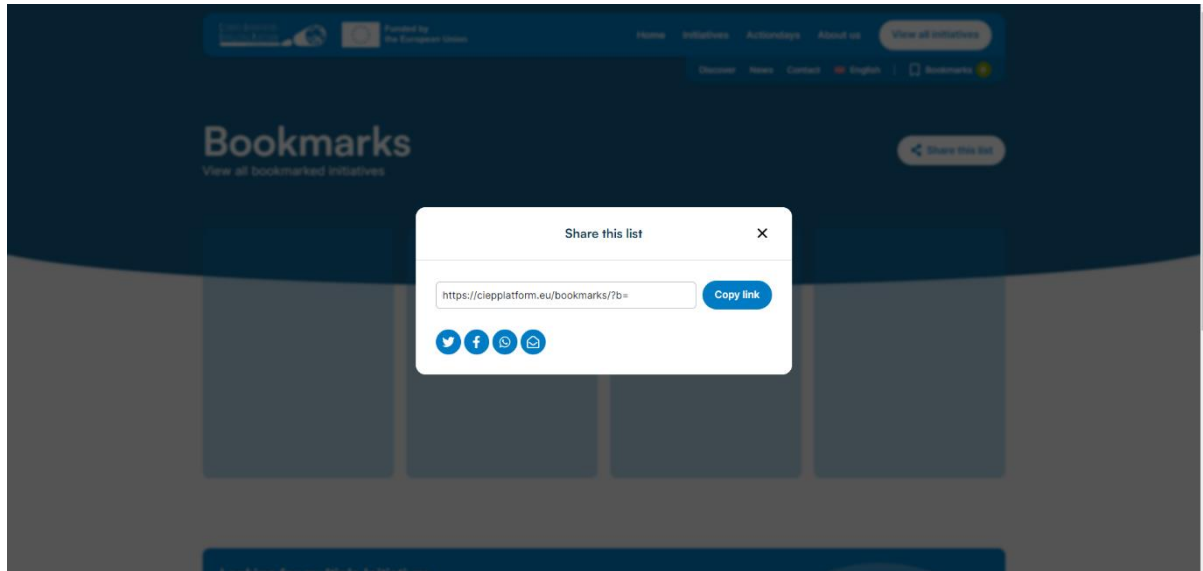 Funded by
the European Union
Home Initiatives Actiondays About us View all initiatives
Discover News Contact English Bookmarks
Bookmarks
View all bookmarked initiatives
Share this list
Share this list
https://ciepplatform.eu/bookmarks/?b=
Copy link